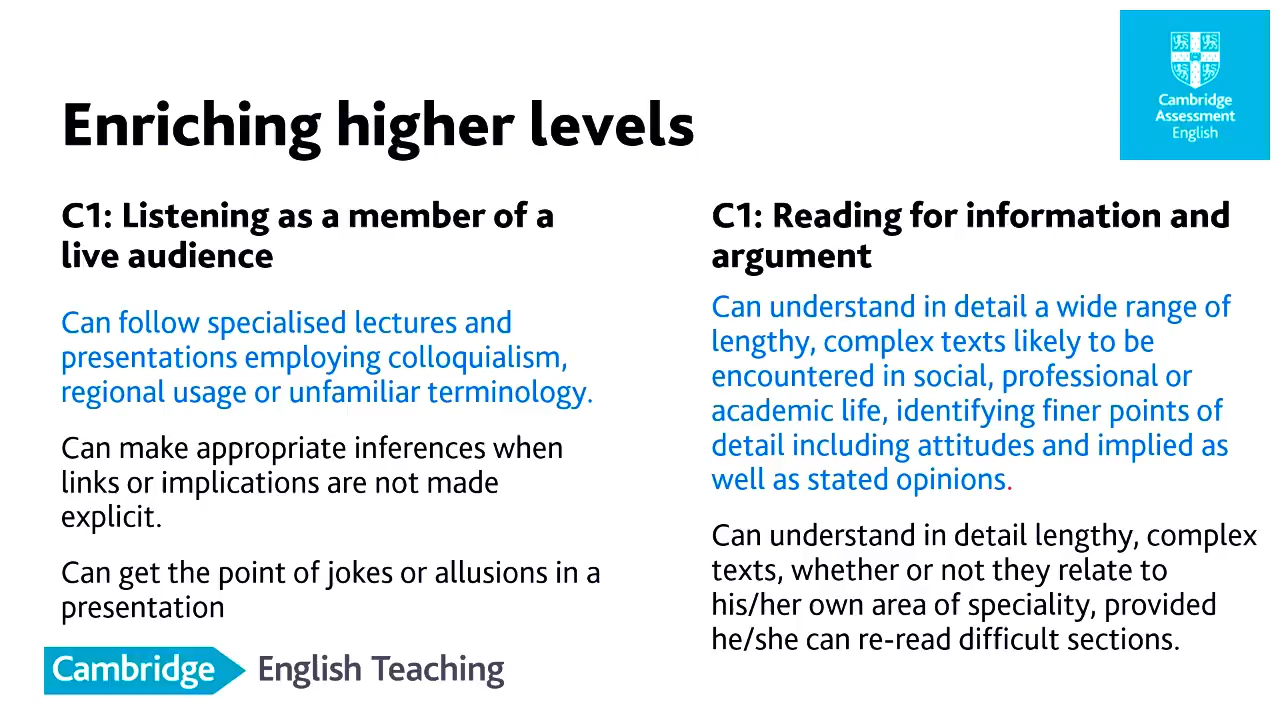 Cambridge
Assessment
English
Enriching higher levels
C1: Listening as a member of a
live audience
Can follow specialised lectures and
presentations employing colloquialism,
regional usage or unfamiliar terminology.
Can make appropriate inferences when
links or implications are not made
explicit.
Can get the point of jokes or allusions in a
presentation
C1: Reading for information and
argument
Can understand in detail a wide range of
lengthy, complex texts likely to be
encountered in social, professional or
academic life, identifying finer points of
detail including attitudes and implied as
well as stated opinions.
Can understand in detail lengthy, complex
texts, whether or not they relate to
his/her own area of speciality, provided
he/she can re-read difficult sections.
Cambridge English Teaching